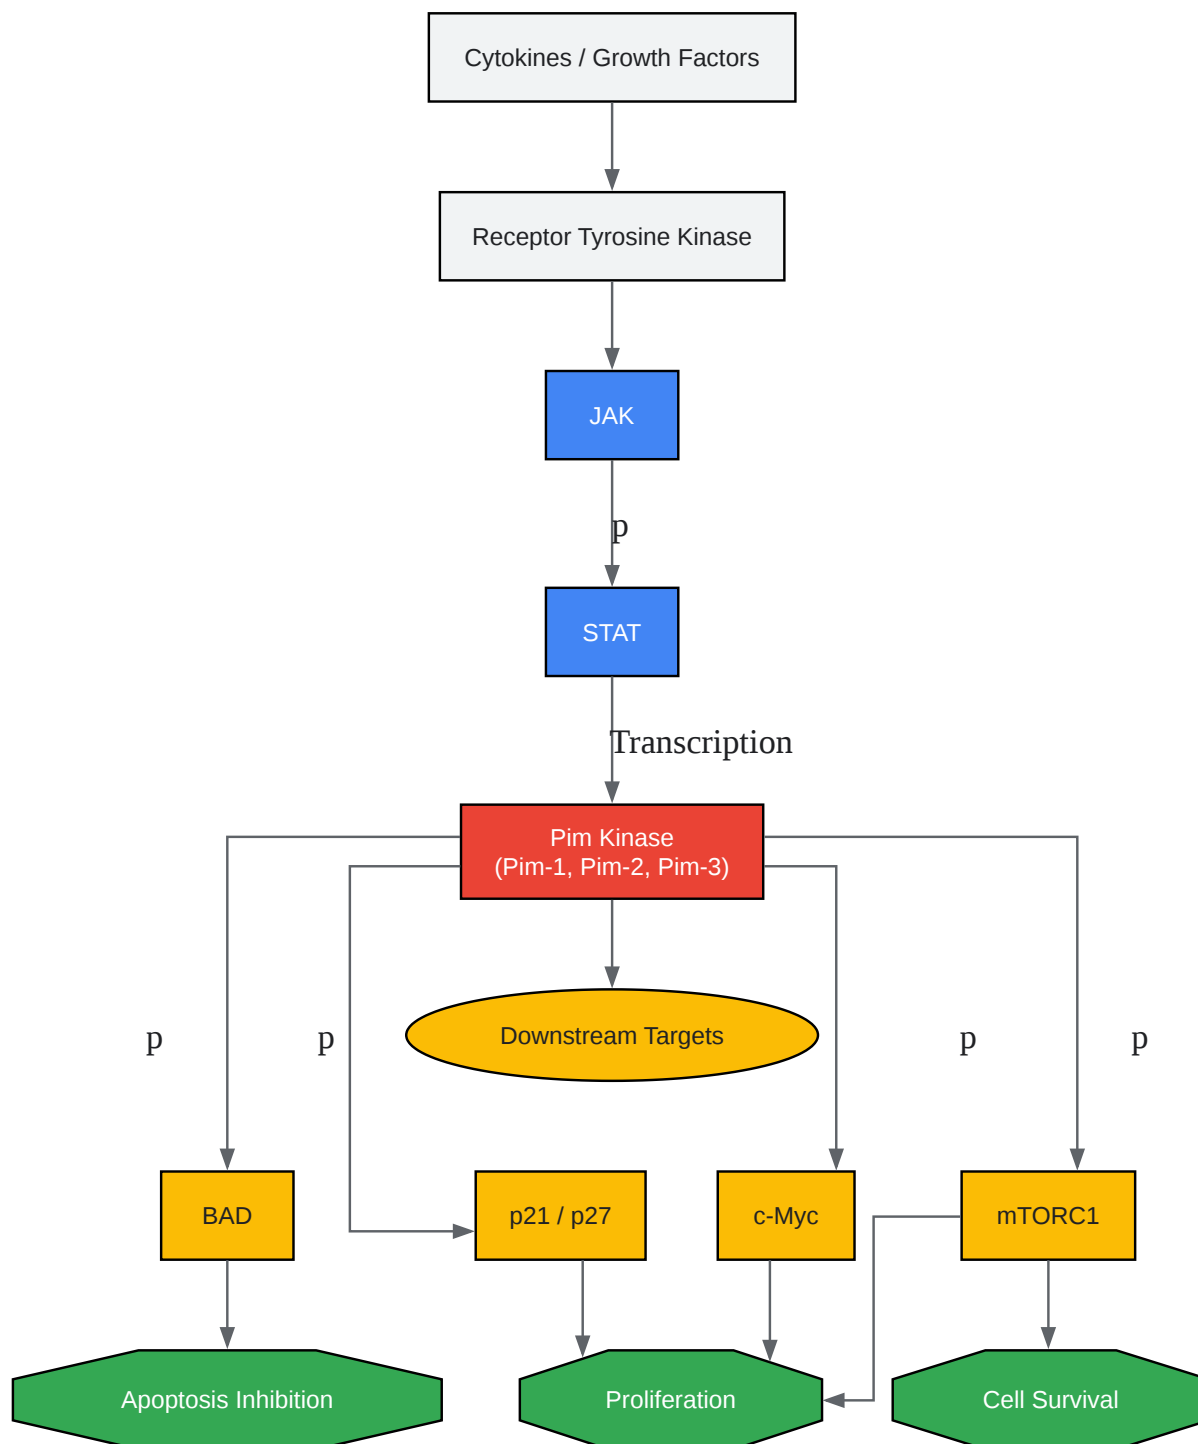 Cytokines / Growth Factors
Receptor Tyrosine Kinase
JAK
p
STAT
Transcription
Pim Kinase
(Pim-1, Pim-2, Pim-3)
Downstream Targets
p
p
p
p
BAD
p21 / p27
c-Myc
mTORC1
Apoptosis Inhibition
Proliferation
Cell Survival